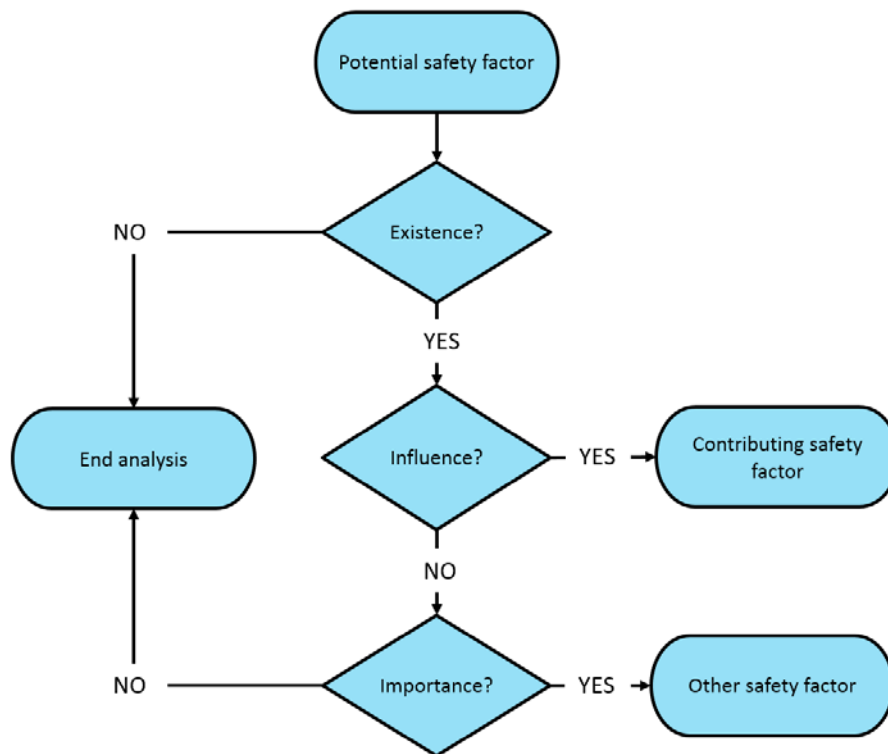 Potential safety factor
Existence?
NO
YES
End analysis
Influence?
YES
Contributing safety
factor
NO
Importance?
NO
YES
Other safety factor